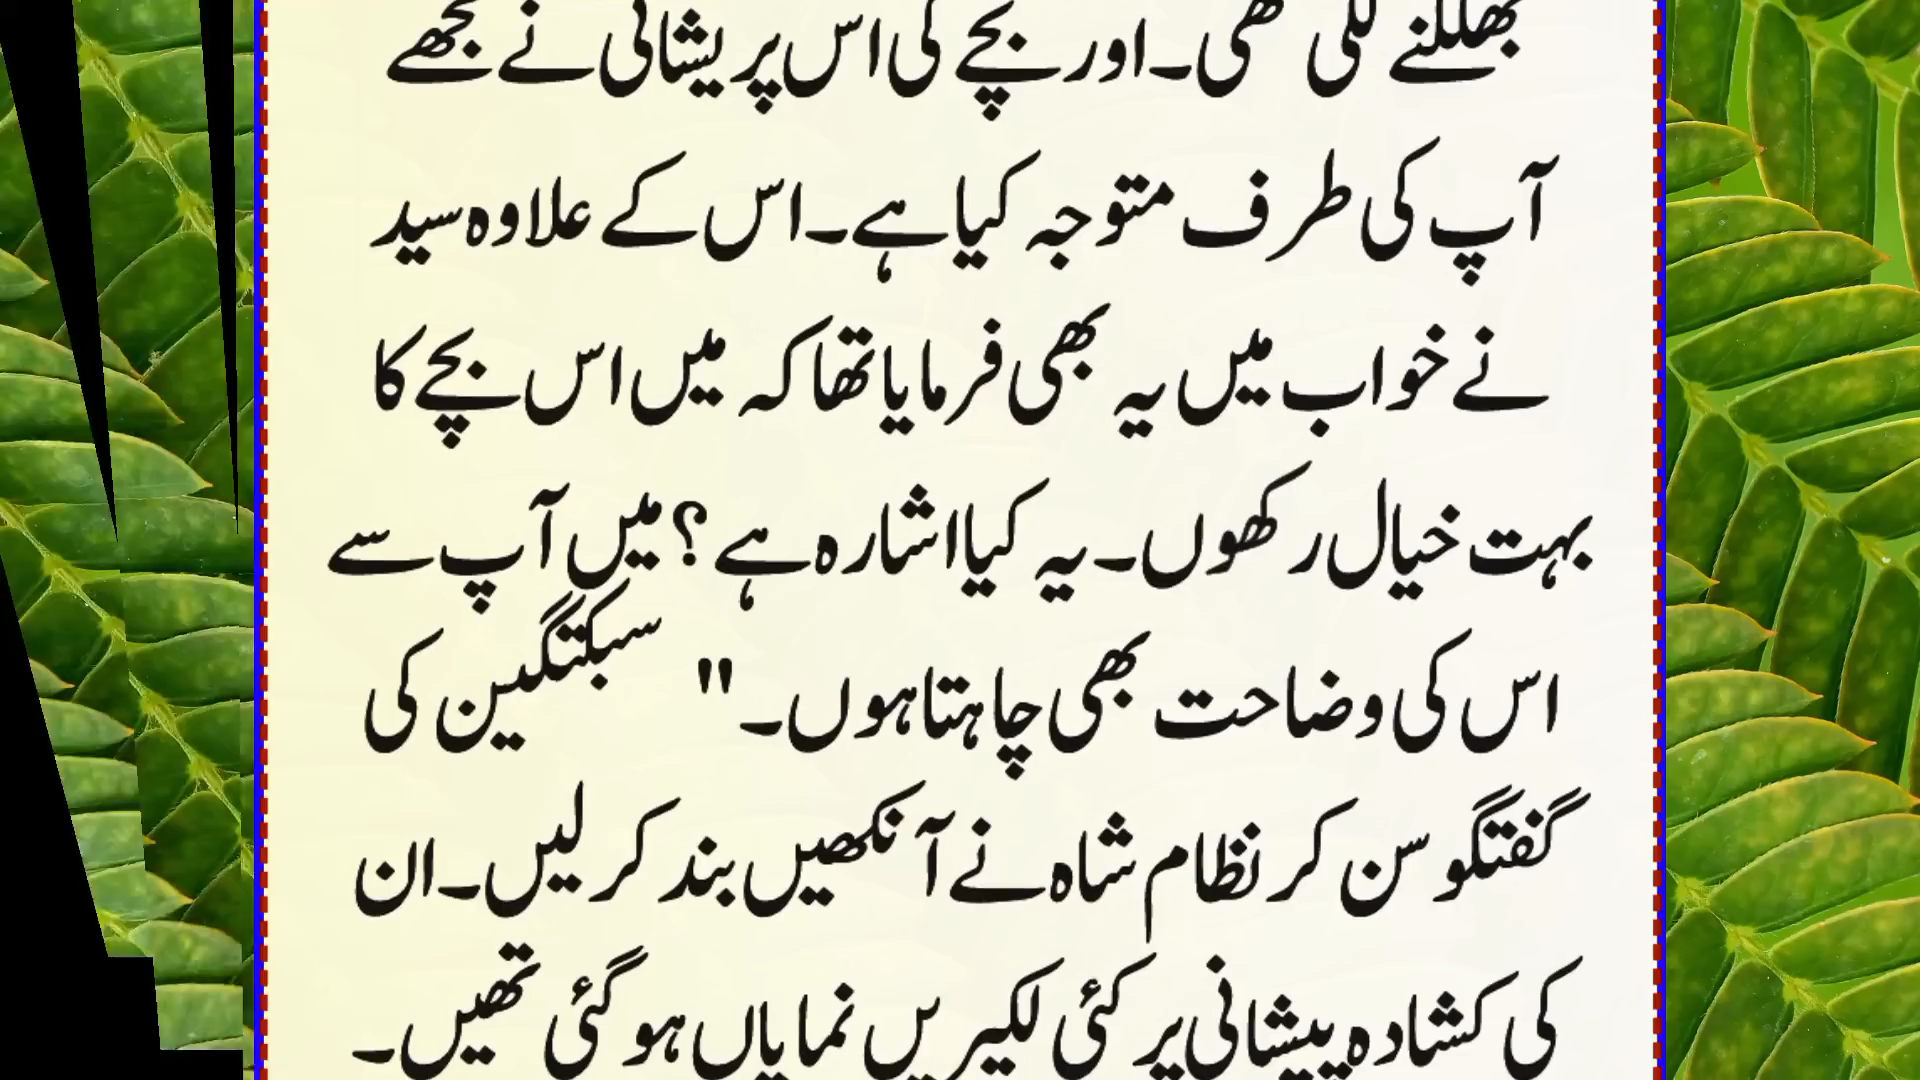 جھلکنے لگی تھی۔اور بچے کی اس پریشانی نے مجھے
آپ کی طرف متوجہ کیا ہے۔اس کے علاوہ سید
نے خواب میں یہ بھی فرمایا تھا کہ میں اس بچے کا
بہت خیال رکھوں۔یہ کیا اشارہ ہے؟ میں آپ سے
اس کی وضاحت بھی چاہتا ہوں۔" سبکتگین کی
گفتگو سن کر نظام شاہ نے آنکھیں بند کر لیں۔ان
کی کشادہ پیشانی پر کئی لکیریں نمایاں ہو گئی تھیں۔